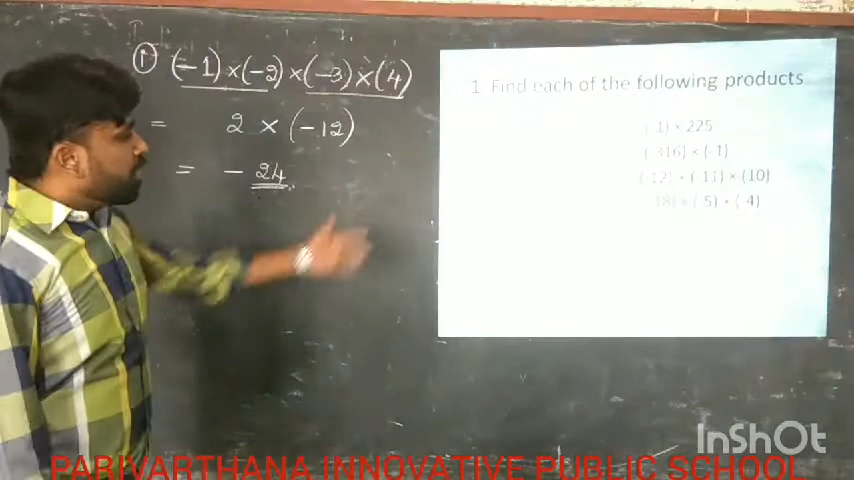 ① (-1)×(-2)×(-3)×(4)
= 2 × (-12)
= - 24.
1. Find each of the following products
(-1) × 225
(-316) × (-1)
(-12) × (-11) × (10)
18) × (-5) × (-4)
InShOt
PARIVARTHANA INNOVATIVE PUBLIC SCHOOL